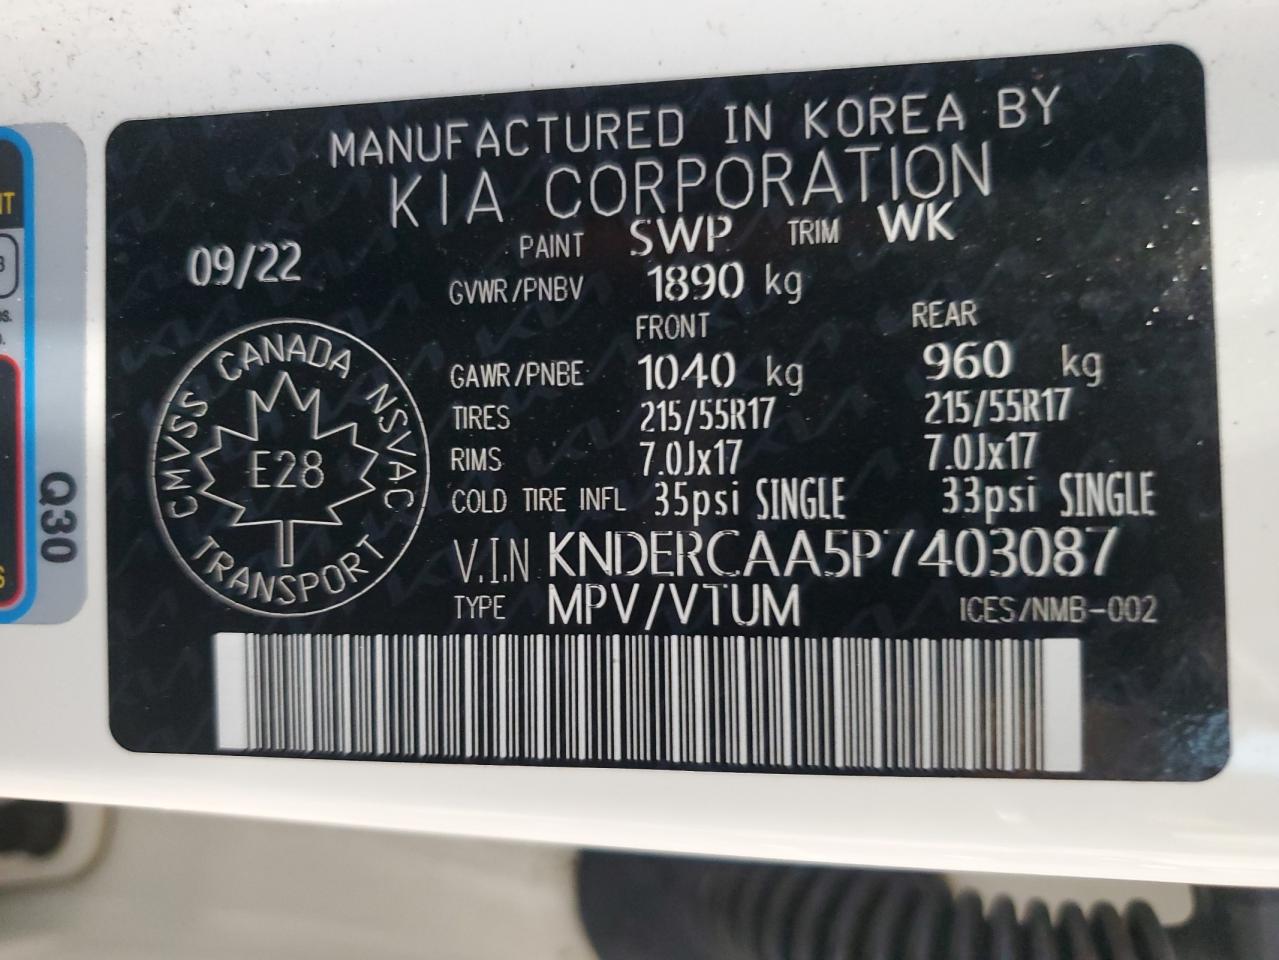 MANUFACTURED IN KOREA BY
KIA CORPORATION
PAINT SWP TRIM WK
09/22
GVWR/PNBV 1890 kg
FRONT REAR
GAWR/PNBE 1040 kg 960 kg
TIRES 215/55R17 215/55R17
RIMS 7.0Jx17 7.0Jx17
COLD TIRE INFL 35psi SINGLE 33psi SINGLE
V.I.N KNDERCAA5P7403087
TYPE MPV/VTUM ICES/NMB-002
CMVSS CANADA NSVAC
E28
TRANSPORT
Q30